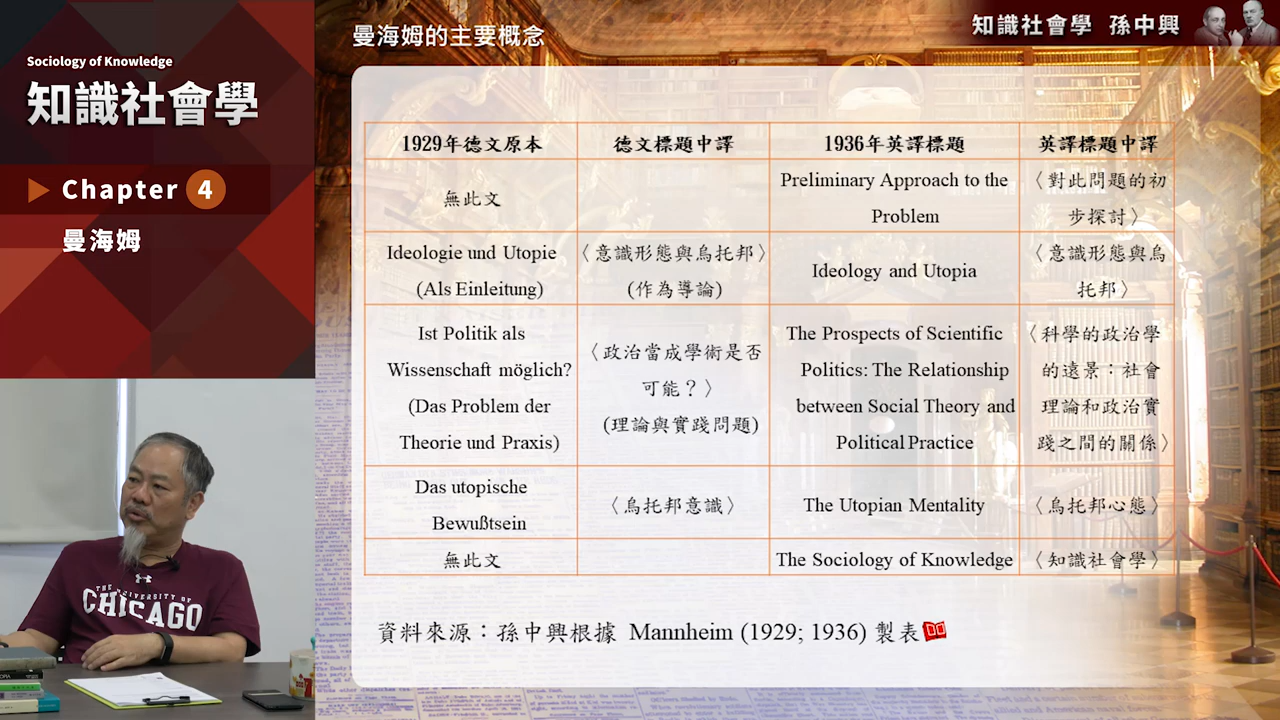 Sociology of Knowledge
知識社會學
Chapter 4
曼海姆
曼海姆的主要概念
知識社會學 孫中興
1929年德文原本
德文標題中譯
1936年英譯標題
英譯標題中譯
無此文
Preliminary Approach to the
Problem
〈對此問題的初
步探討〉
Ideologie und Utopie
(Als Einleitung)
〈意識形態與烏托邦〉
(作為導論)
Ideology and Utopia
〈意識形態與烏
托邦〉
Ist Politik als
Wissenschaft möglich?
(Das Problem der
Theorie und Praxis)
〈政治當成學術是否
可能？〉
(理論與實踐問題)
The Prospects of Scientific
Politics: The Relationship
between Social Theory and
Political Practice
〈科學的政治學
的遠景：社會
理論和政治實
踐之間的關係〉
Das utopische
Bewußtsein
〈烏托邦意識〉
The Utopian Mentality
〈烏托邦心態〉
無此文
The Sociology of Knowledge
〈知識社會學〉
資料來源：孫中興根據 Mannheim (1929; 1936) 製表
THE UNIVERSITY OF
CHICAGO